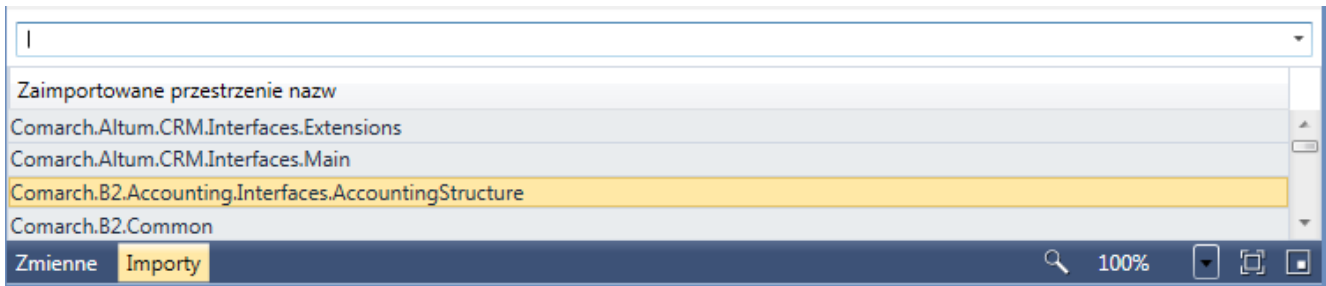 Zaimportowane przestrzenie nazw
Comarch.Altum.CRM.Interfaces.Extensions
Comarch.Altum.CRM.Interfaces.Main
Comarch.B2.Accounting.Interfaces.AccountingStructure
Comarch.B2.Common
Zmienne Importy 100%